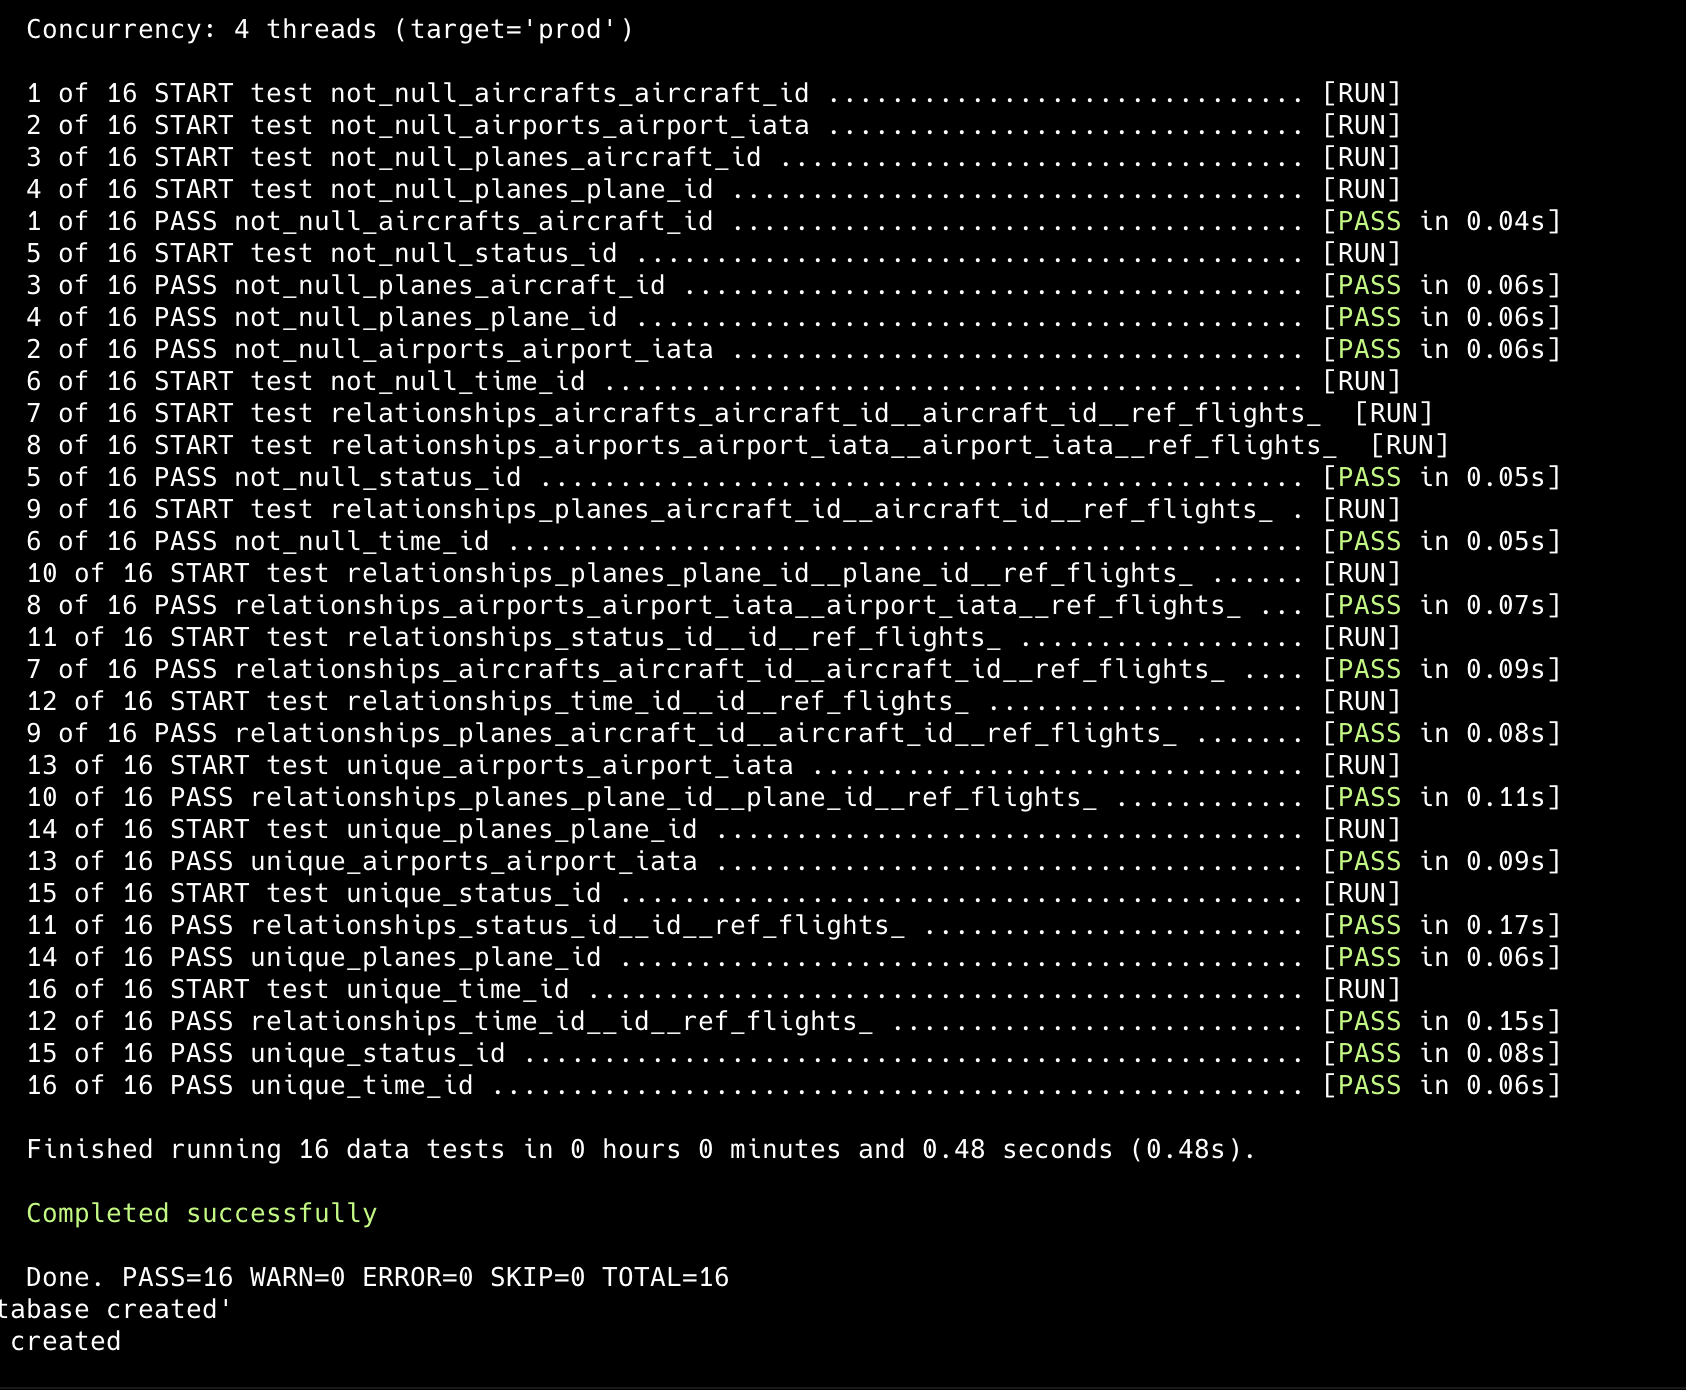 Concurrency: 4 threads (target='prod')
1 of 16 START test not_null_aircrafts_aircraft_id .............................. [RUN]
2 of 16 START test not_null_airports_airport_iata .............................. [RUN]
3 of 16 START test not_null_planes_aircraft_id ................................. [RUN]
4 of 16 START test not_null_planes_plane_id .................................... [RUN]
1 of 16 PASS not_null_aircrafts_aircraft_id .................................... [PASS in 0.04s]
5 of 16 START test not_null_status_id .......................................... [RUN]
3 of 16 PASS not_null_planes_aircraft_id ....................................... [PASS in 0.06s]
4 of 16 PASS not_null_planes_plane_id .......................................... [PASS in 0.06s]
2 of 16 PASS not_null_airports_airport_iata .................................... [PASS in 0.06s]
6 of 16 START test not_null_time_id ............................................ [RUN]
7 of 16 START test relationships_aircrafts_aircraft_id__aircraft_id__ref_flights_  [RUN]
8 of 16 START test relationships_airports_airport_iata__airport_iata__ref_flights_  [RUN]
5 of 16 PASS not_null_status_id ................................................ [PASS in 0.05s]
9 of 16 START test relationships_planes_aircraft_id__aircraft_id__ref_flights_ . [RUN]
6 of 16 PASS not_null_time_id .................................................. [PASS in 0.05s]
10 of 16 START test relationships_planes_plane_id__plane_id__ref_flights_ ...... [RUN]
8 of 16 PASS relationships_airports_airport_iata__airport_iata__ref_flights_ ... [PASS in 0.07s]
11 of 16 START test relationships_status_id__id__ref_flights_ .................. [RUN]
7 of 16 PASS relationships_aircrafts_aircraft_id__aircraft_id__ref_flights_ .... [PASS in 0.09s]
12 of 16 START test relationships_time_id__id__ref_flights_ .................... [RUN]
9 of 16 PASS relationships_planes_aircraft_id__aircraft_id__ref_flights_ ....... [PASS in 0.08s]
13 of 16 START test unique_airports_airport_iata ............................... [RUN]
10 of 16 PASS relationships_planes_plane_id__plane_id__ref_flights_ ............ [PASS in 0.11s]
14 of 16 START test unique_planes_plane_id ..................................... [RUN]
13 of 16 PASS unique_airports_airport_iata ..................................... [PASS in 0.09s]
15 of 16 START test unique_status_id ........................................... [RUN]
11 of 16 PASS relationships_status_id__id__ref_flights_ ........................ [PASS in 0.17s]
14 of 16 PASS unique_planes_plane_id ........................................... [PASS in 0.06s]
16 of 16 START test unique_time_id ............................................. [RUN]
12 of 16 PASS relationships_time_id__id__ref_flights_ .......................... [PASS in 0.15s]
15 of 16 PASS unique_status_id ................................................. [PASS in 0.08s]
16 of 16 PASS unique_time_id ................................................... [PASS in 0.06s]
Finished running 16 data tests in 0 hours 0 minutes and 0.48 seconds (0.48s).
Completed successfully
Done. PASS=16 WARN=0 ERROR=0 SKIP=0 TOTAL=16
tabase created'
created